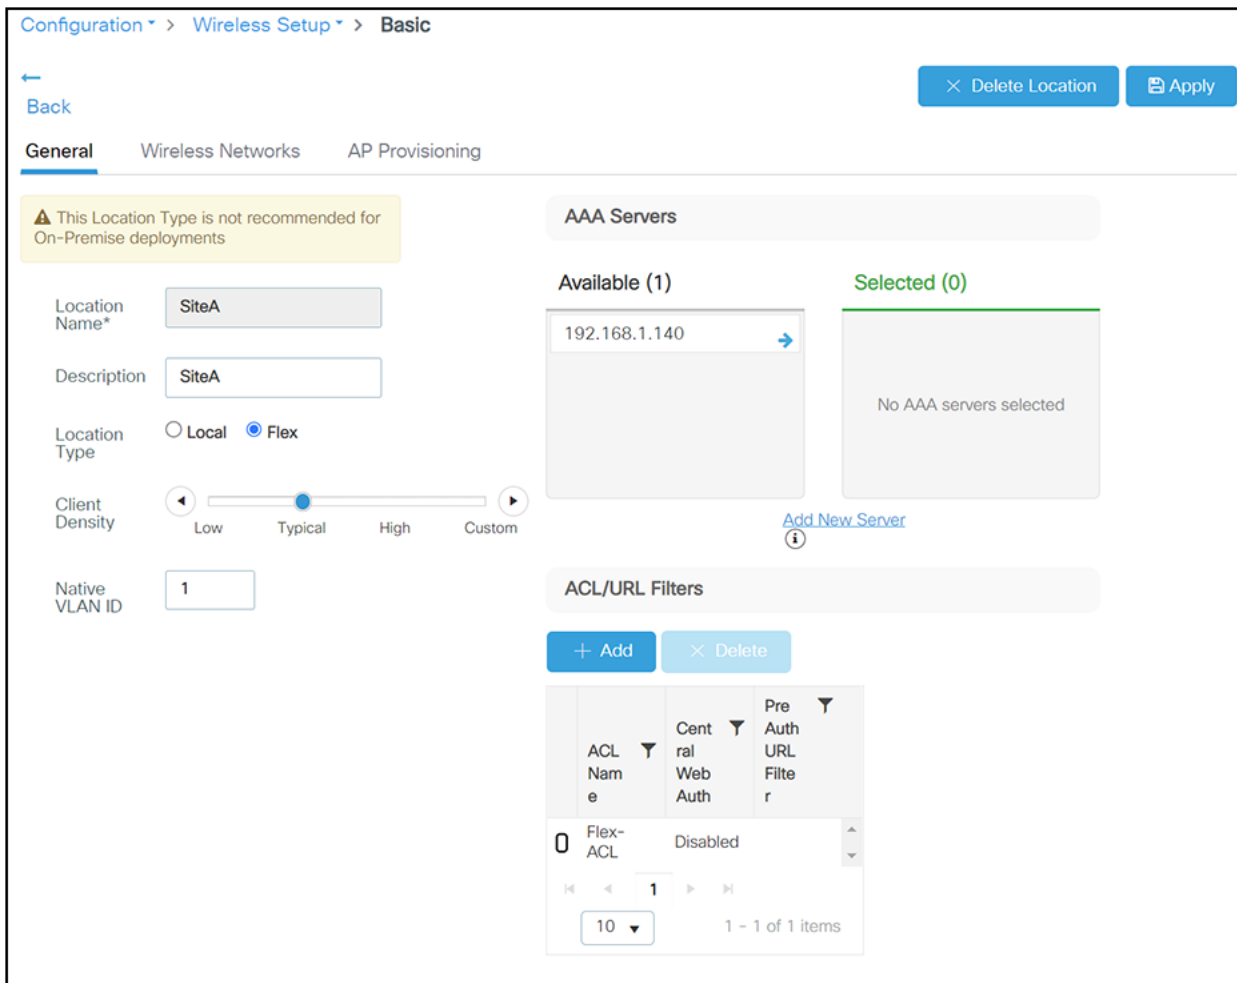 Configuration > Wireless Setup > Basic
Back
× Delete Location
Apply
General Wireless Networks AP Provisioning
This Location Type is not recommended for
On-Premise deployments
Location
Name*
SiteA
Description
SiteA
Location
Type
Local Flex
Client
Density
Low Typical High Custom
Native
VLAN ID
1
AAA Servers
Available (1)
192.168.1.140
Selected (0)
No AAA servers selected
Add New Server
i
ACL/URL Filters
+ Add
× Delete
ACL
Nam
e
Cent
ral
Web
Auth
Pre
Auth
URL
Filte
r
Flex-
ACL
Disabled
1
10
1 - 1 of 1 items